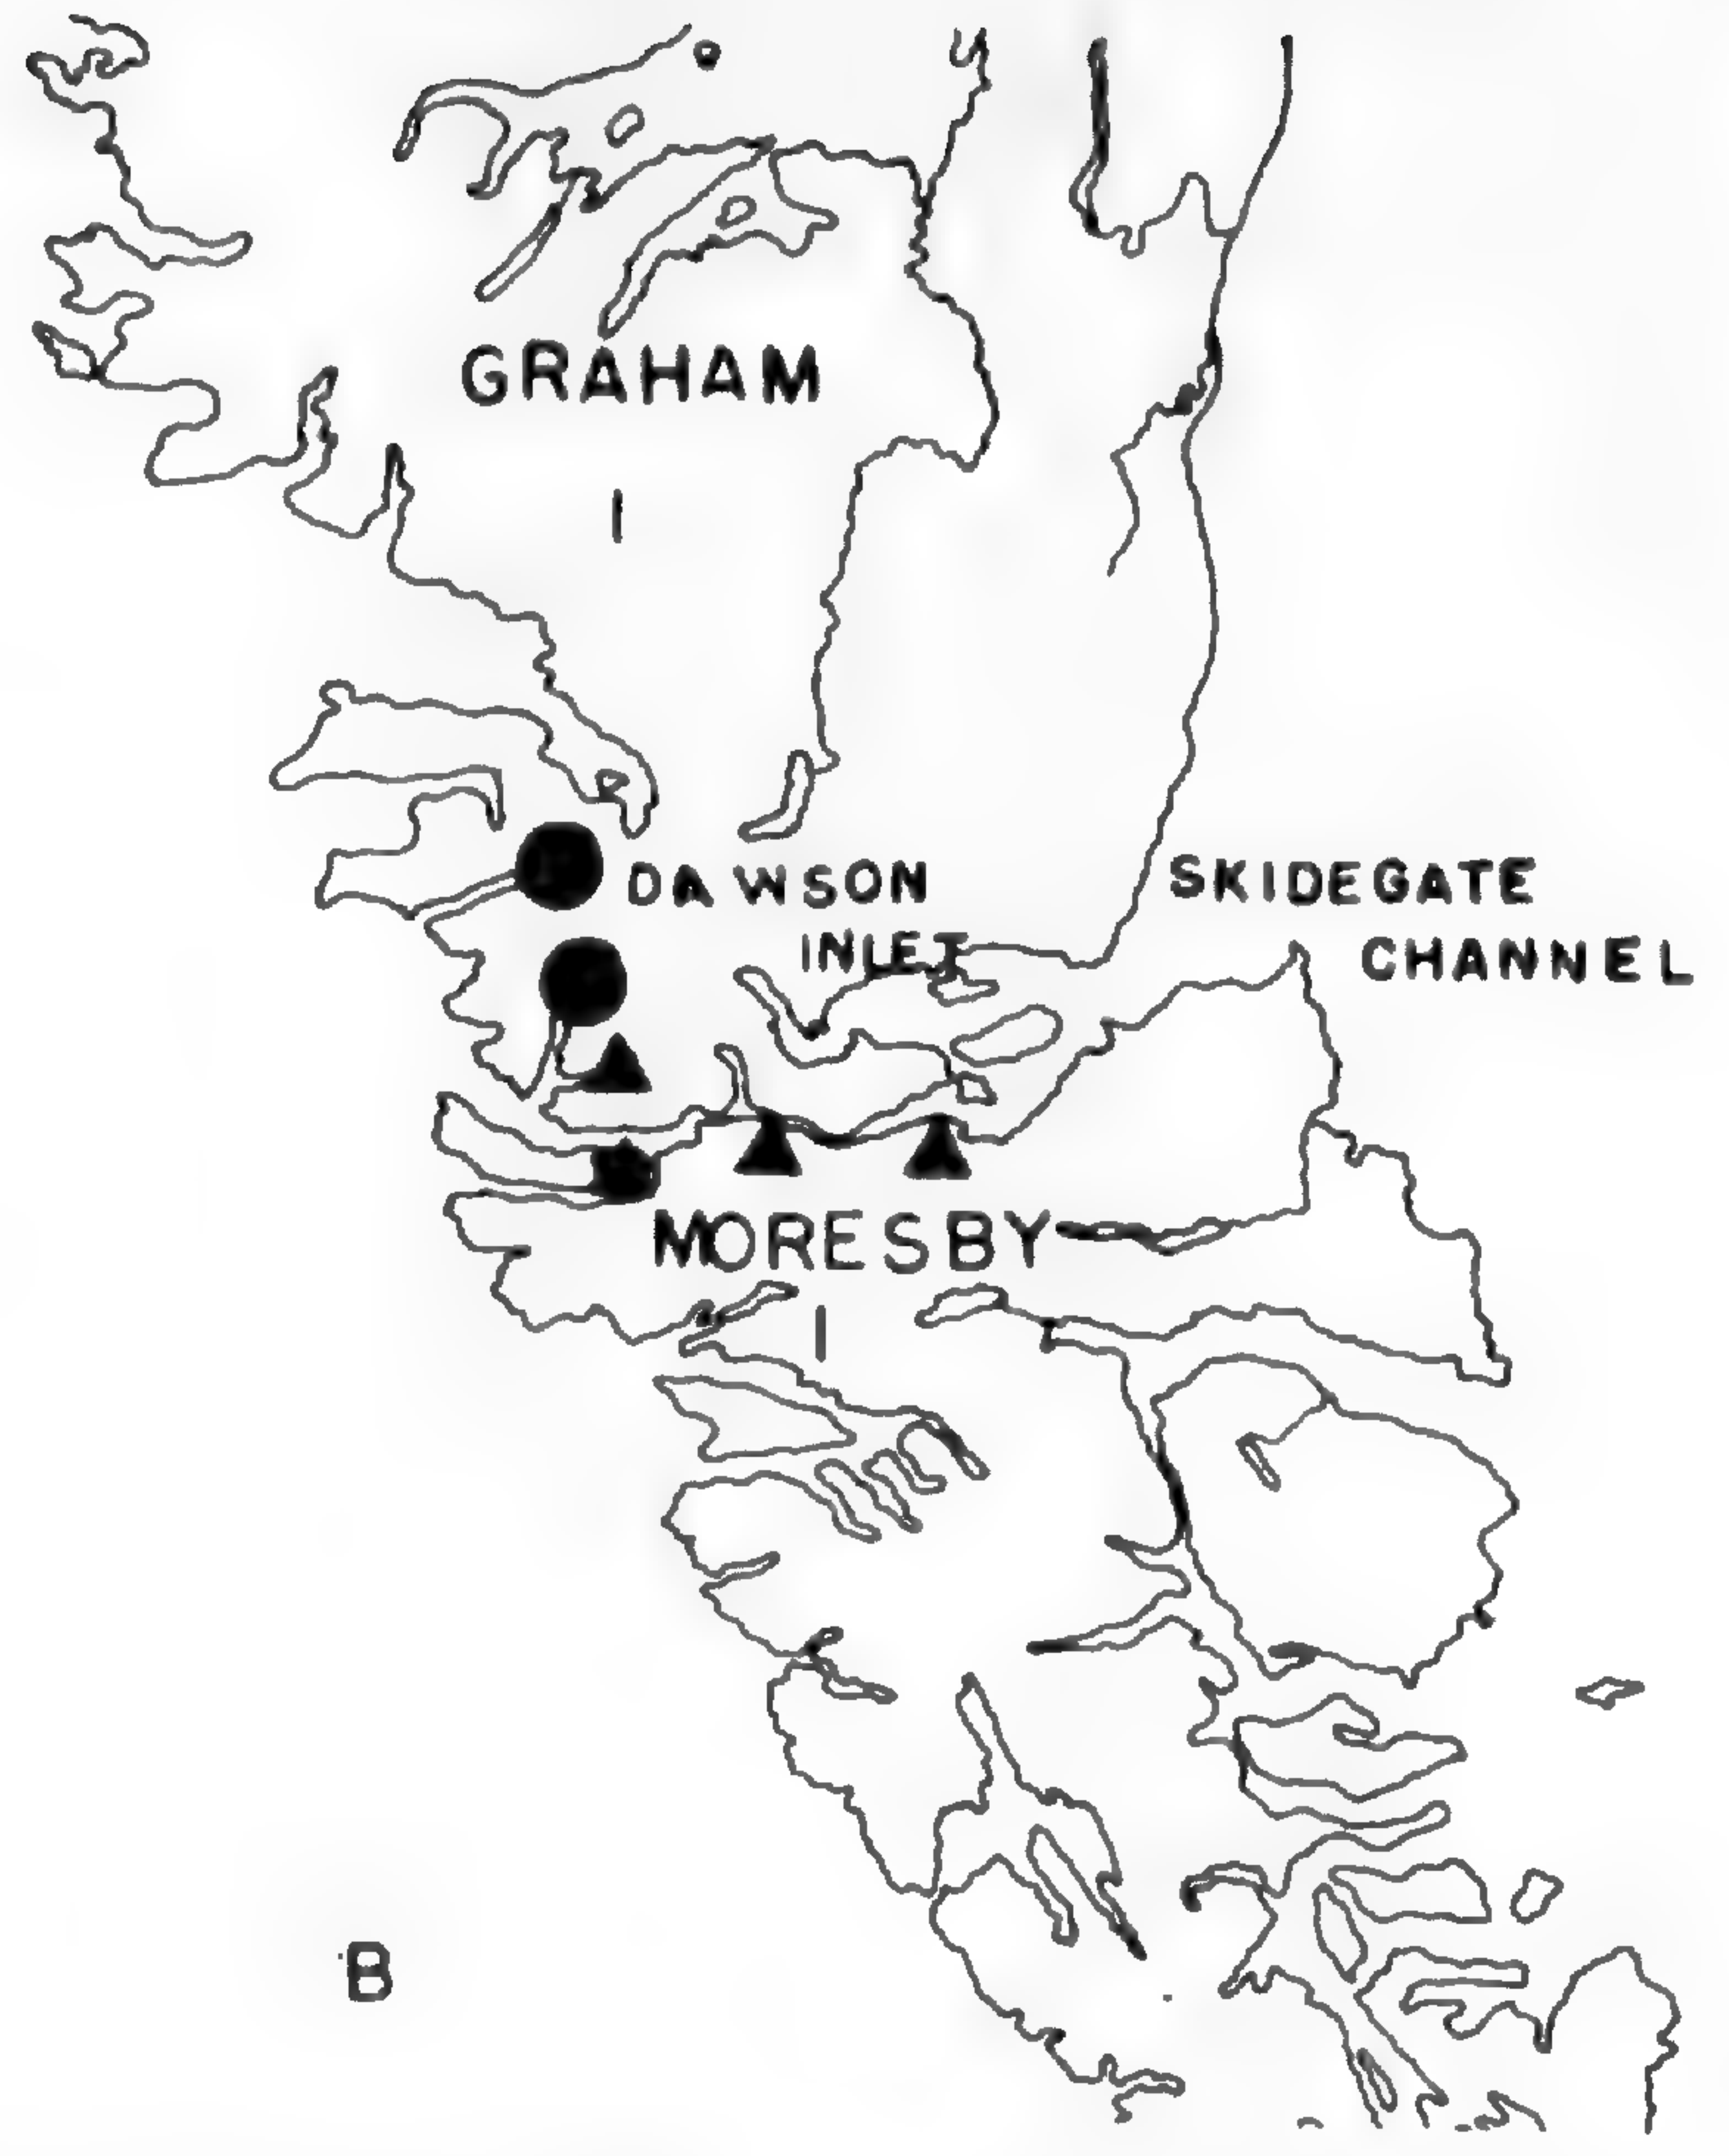 GRAHAM
I
DAWSON
INLET
SKIDEGATE
CHANNEL
MORESBY
I
B